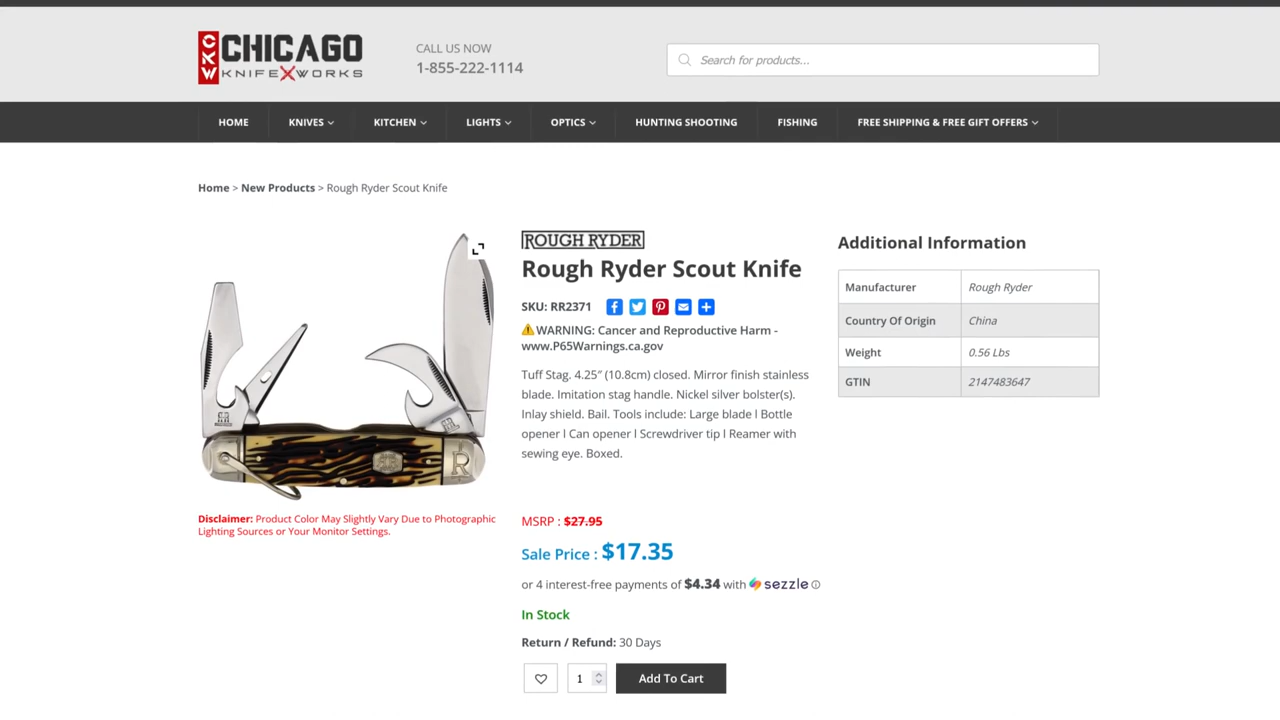 CKW CHICAGO
KNIFEXWORKS
CALL US NOW
1-855-222-1114
Search for products...
HOME
KNIVES
KITCHEN
LIGHTS
OPTICS
HUNTING SHOOTING
FISHING
FREE SHIPPING & FREE GIFT OFFERS
Home > New Products > Rough Ryder Scout Knife
ROUGH RYDER
Rough Ryder Scout Knife
SKU: RR2371
WARNING: Cancer and Reproductive Harm -
www.P65Warnings.ca.gov
Tuff Stag. 4.25″ (10.8cm) closed. Mirror finish stainless
blade. Imitation stag handle. Nickel silver bolster(s).
Inlay shield. Bail. Tools include: Large blade l Bottle
opener l Can opener l Screwdriver tip l Reamer with
sewing eye. Boxed.
Disclaimer: Product Color May Slightly Vary Due to Photographic
Lighting Sources or Your Monitor Settings.
MSRP : $27.95
Sale Price : $17.35
or 4 interest-free payments of $4.34 with sezzle
In Stock
Return / Refund: 30 Days
1
Add To Cart
Additional Information
Manufacturer Rough Ryder
Country Of Origin China
Weight 0.56 Lbs
GTIN 2147483647